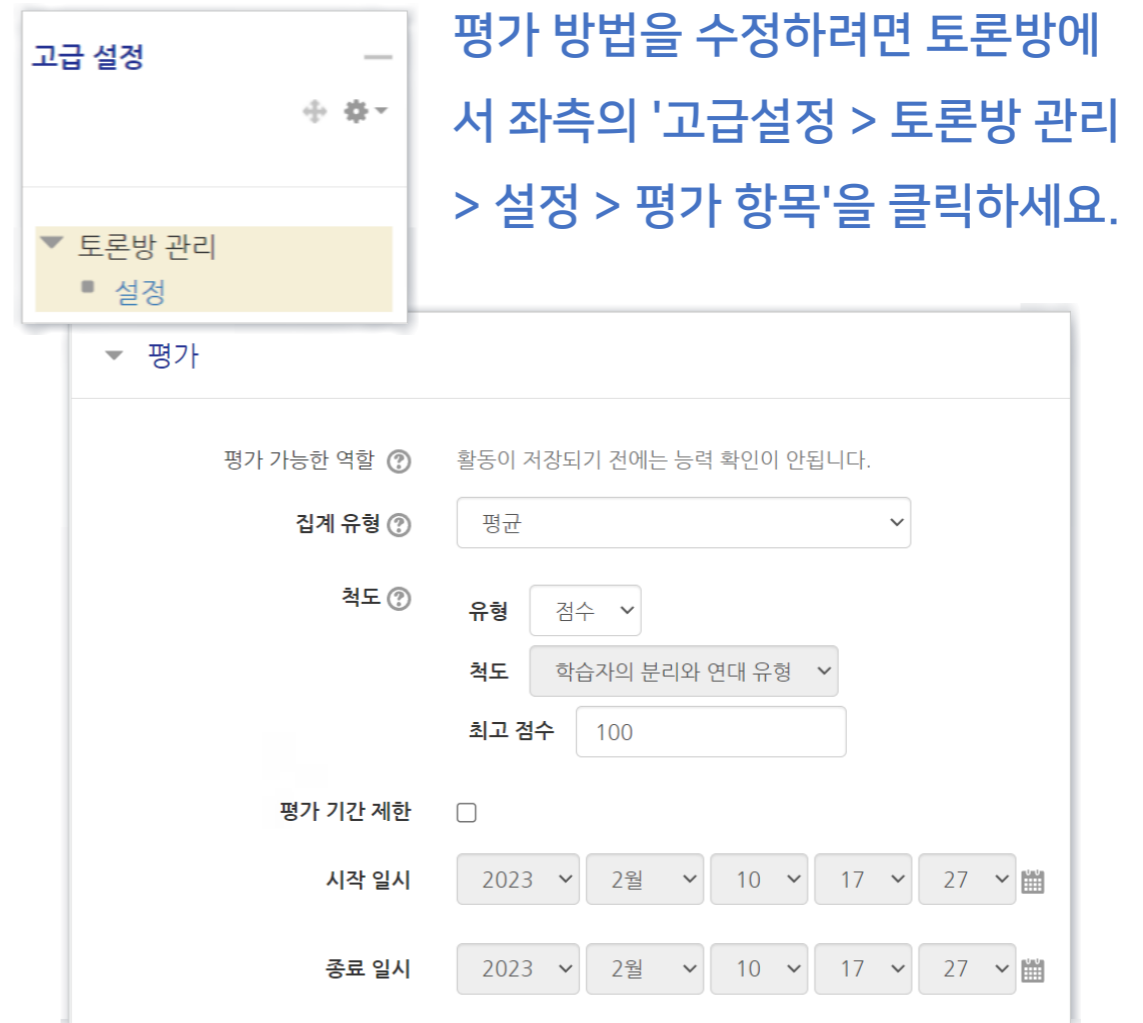 고급 설정
평가 방법을 수정하려면 토론방에
서 좌측의 '고급설정 > 토론방 관리
> 설정 > 평가 항목'을 클릭하세요.
토론방 관리
설정
평가
평가 가능한 역할 ? 활동이 저장되기 전에는 능력 확인이 안됩니다.
집계 유형 ? 평균
척도 ?
유형 점수
척도 학습자의 분리와 연대 유형
최고 점수 100
평가 기간 제한
시작 일시 2023 2월 10 17 27
종료 일시 2023 2월 10 17 27